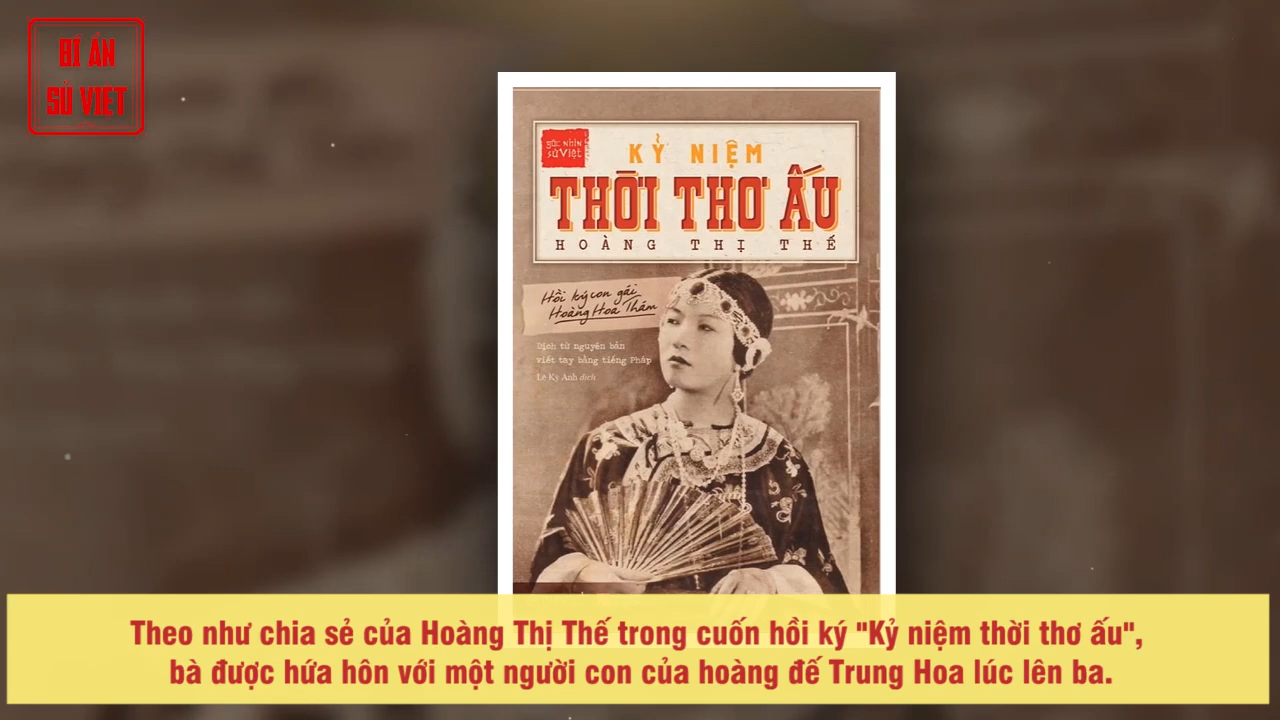 BÍ ẨN
SỬ VIỆT
góc nhìn
sử Việt
KỶ NIỆM
THỜI THƠ ẤU
HOÀNG THỊ THẾ
Hồi ký con gái
Hoàng Hoa Thám
Dịch từ nguyên bản
viết tay bằng tiếng Pháp
Lê Kỳ Anh dịch
Theo như chia sẻ của Hoàng Thị Thế trong cuốn hồi ký "Kỷ niệm thời thơ ấu",
bà được hứa hôn với một người con của hoàng đế Trung Hoa lúc lên ba.